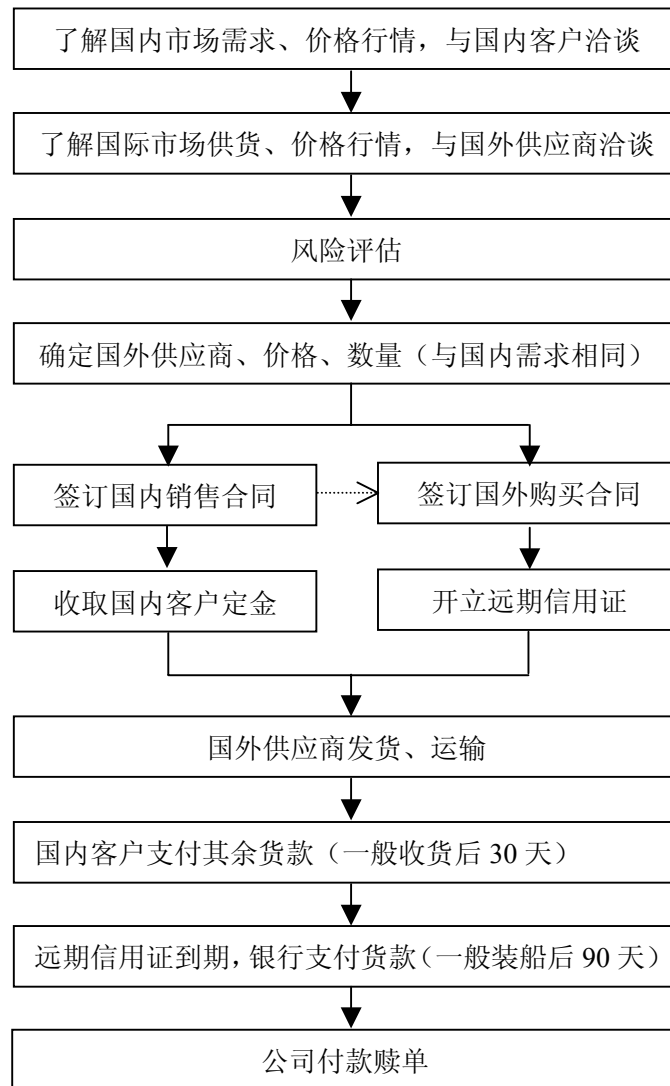 了解国内市场需求、价格行情，与国内客户洽谈
了解国际市场供货、价格行情，与国外供应商洽谈
风险评估
确定国外供应商、价格、数量（与国内需求相同）
签订国内销售合同
签订国外购买合同
收取国内客户定金
开立远期信用证
国外供应商发货、运输
国内客户支付其余货款（一般收货后 30 天）
远期信用证到期，银行支付货款（一般装船后 90 天）
公司付款赎单